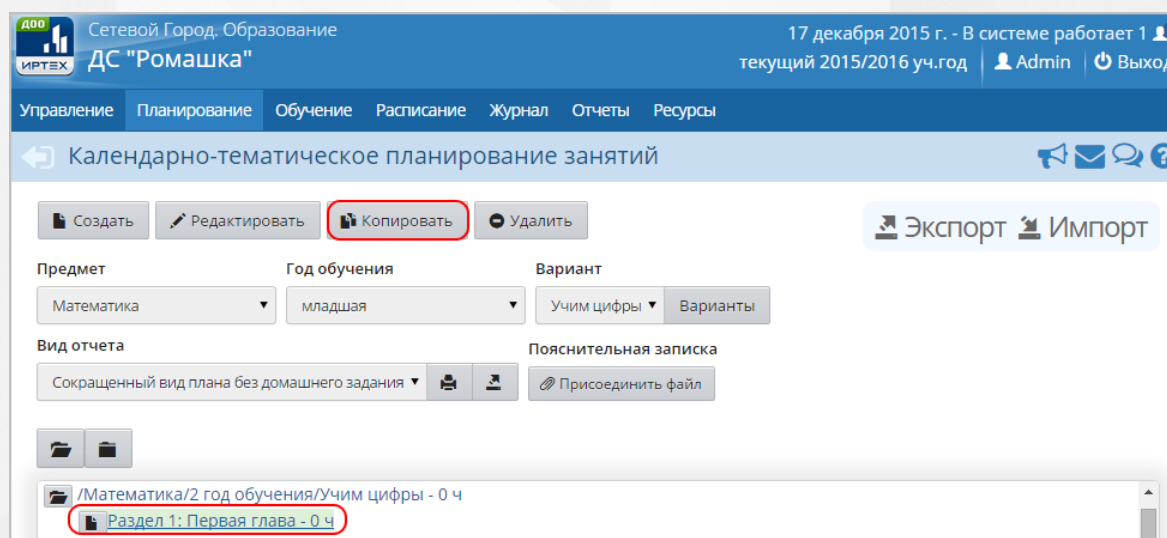 ДОО
ИРТЕХ
Сетевой Город. Образование
ДС "Ромашка"
17 декабря 2015 г. - В системе работает 1
текущий 2015/2016 уч.год Admin Выход
Управление Планирование Обучение Расписание Журнал Отчеты Ресурсы
Календарно-тематическое планирование занятий
Создать Редактировать Копировать Удалить Экспорт Импорт
Предмет Год обучения Вариант
Математика младшая Учим цифры Варианты
Вид отчета Пояснительная записка
Сокращенный вид плана без домашнего задания Присоединить файл
/Математика/2 год обучения/Учим цифры - 0 ч
Раздел 1: Первая глава - 0 ч